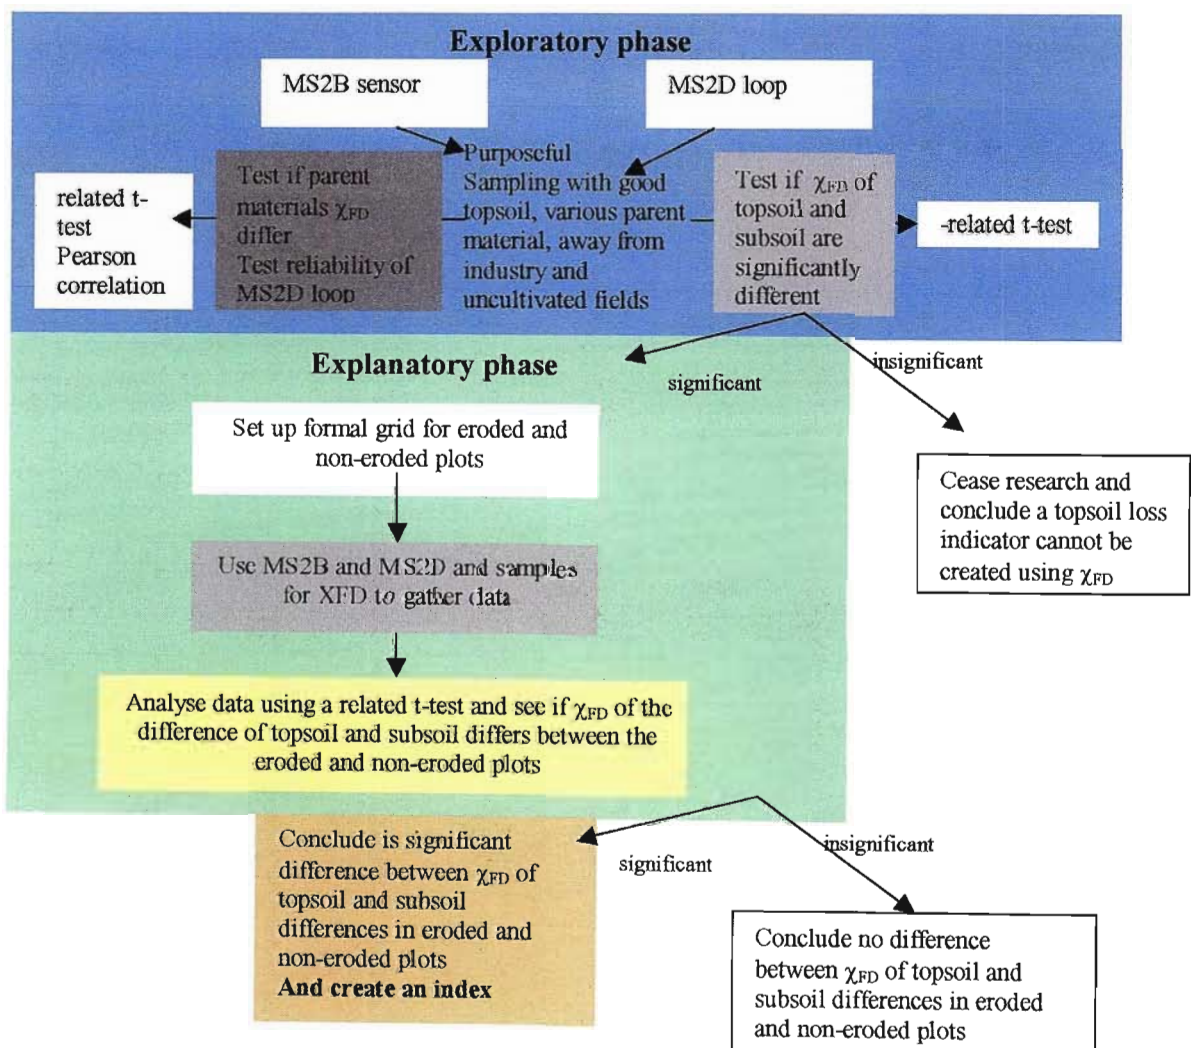 Exploratory phase
MS2B sensor
MS2D loop
related t-
test
Pearson
correlation
Test if parent
materials χFD
differ
Test reliability of
MS2D loop
Purposeful
Sampling with good
topsoil, various parent
material, away from
industry and
uncultivated fields
Test if χFD of
topsoil and
subsoil are
significantly
different
-related t-test
Explanatory phase
significant
insignificant
Set up formal grid for eroded and
non-eroded plots
Cease research and
conclude a topsoil loss
indicator cannot be
created using χFD
Use MS2B and MS2D and samples
for XFD to gather data
Analyse data using a related t-test and see if χFD of the
difference of topsoil and subsoil differs between the
eroded and non-eroded plots
significant
insignificant
Conclude is significant
difference between χFD of
topsoil and subsoil
differences in eroded and
non-eroded plots
And create an index
Conclude no difference
between χFD of topsoil and
subsoil differences in eroded
and non-eroded plots